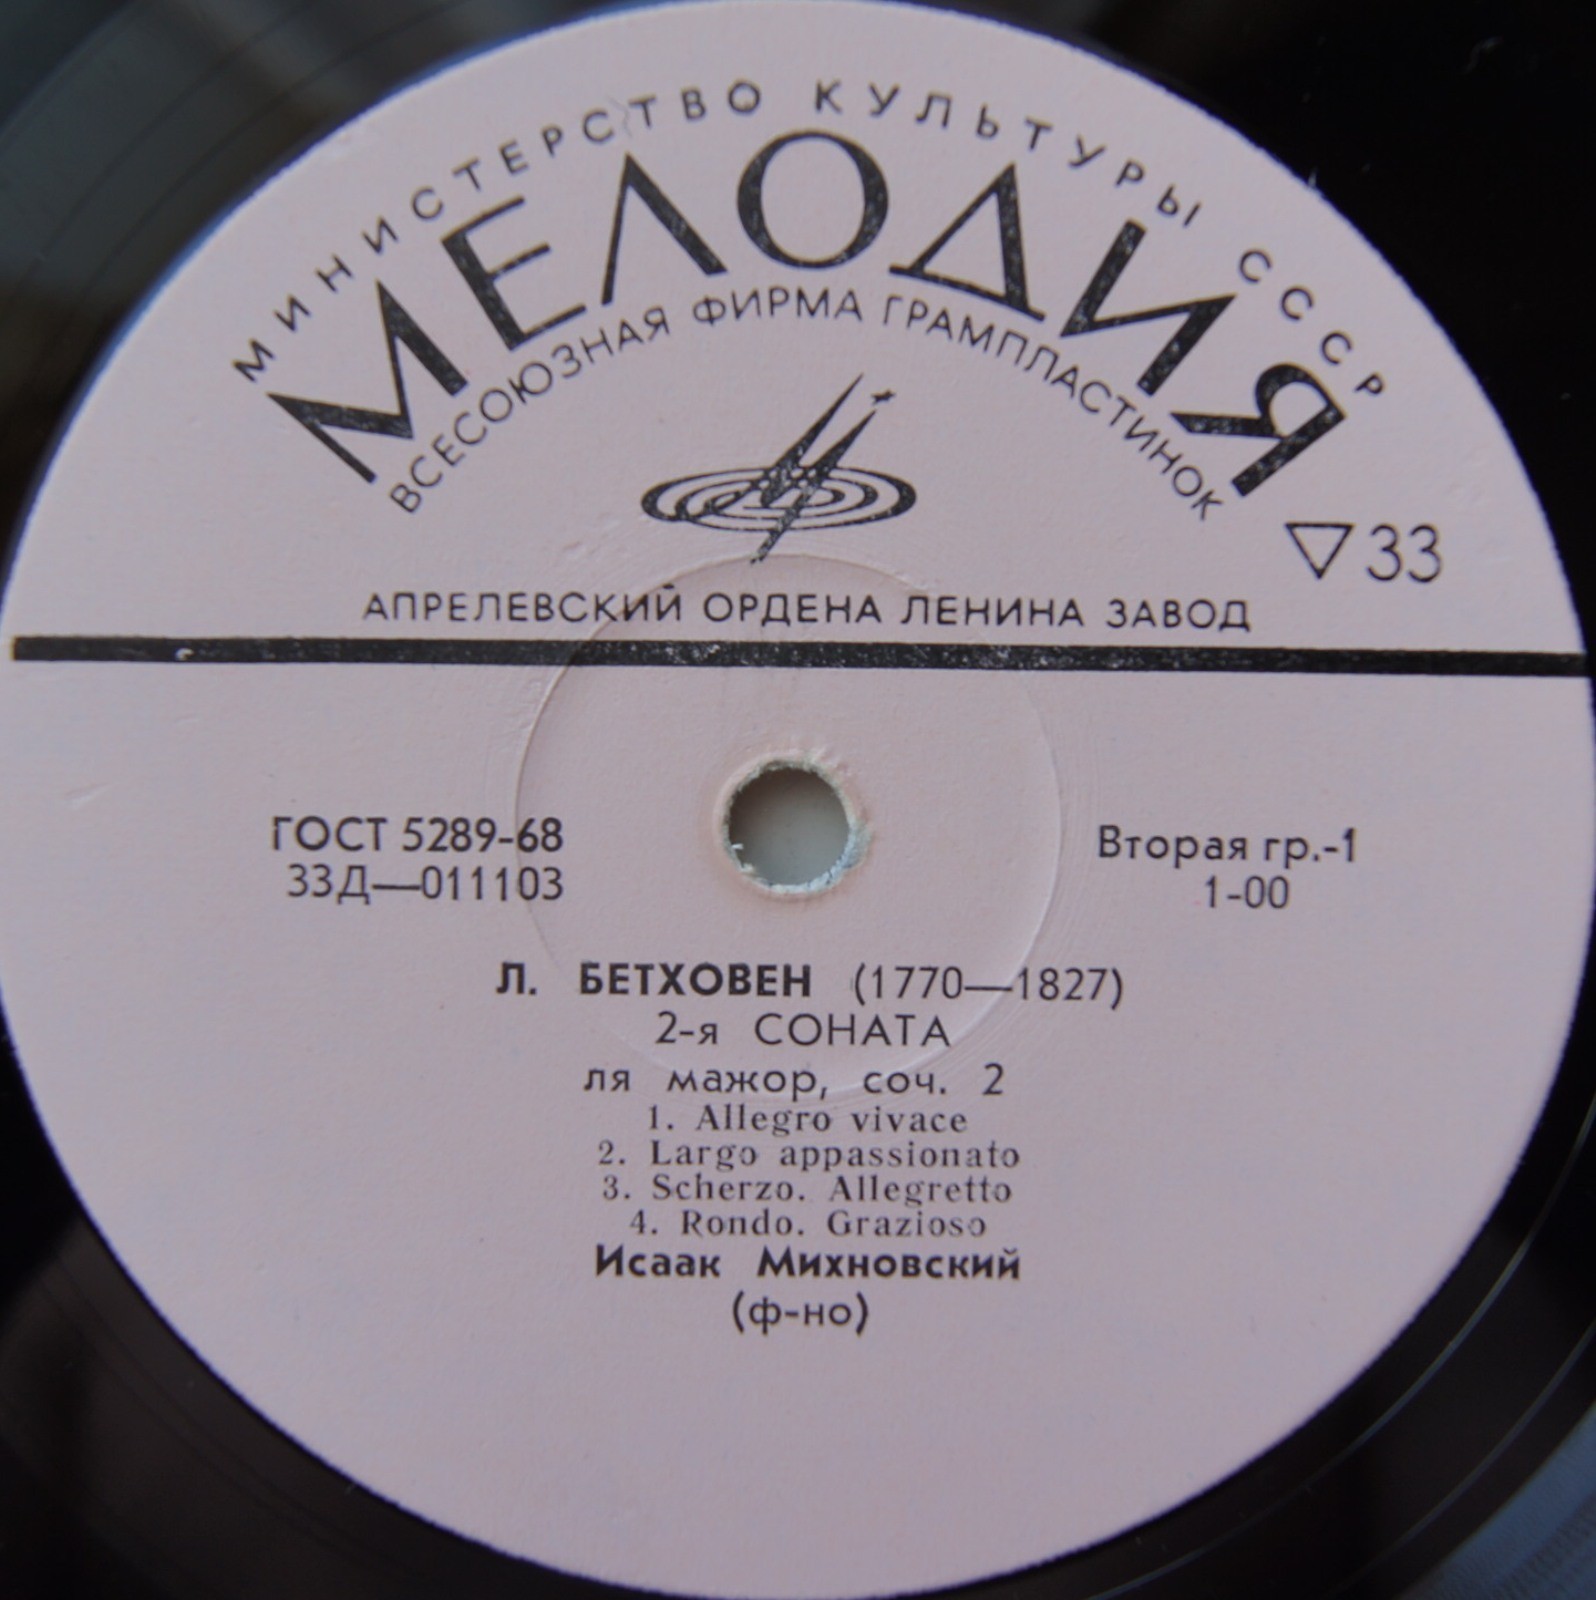 МИНИСТЕРСТВО КУЛЬТУРЫ СССР
МЕЛОДИЯ
ВСЕСОЮЗНАЯ ФИРМА ГРАМПЛАСТИНОК
33
АПРЕЛЕВСКИЙ ОРДЕНА ЛЕНИНА ЗАВОД
ГОСТ 5289-68
33Д—011103
Вторая гр.-1
1-00
Л. БЕТХОВЕН (1770—1827)
2-я СОНАТА
ля мажор, соч. 2
1. Allegro vivace
2. Largo appassionato
3. Scherzo. Allegretto
4. Rondo. Grazioso
Исаак Михновский
(ф-но)